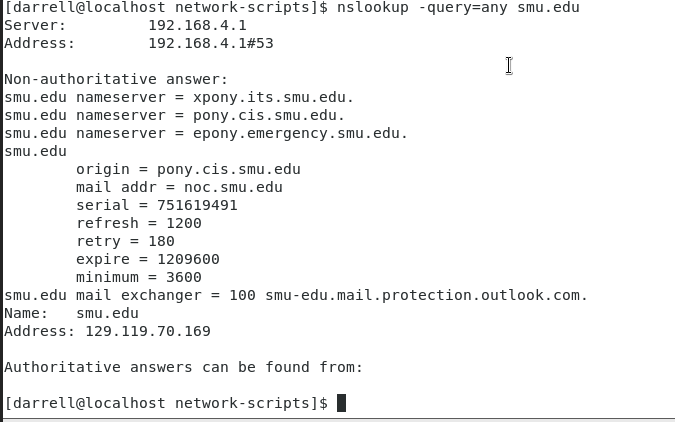 [darrell@localhost network-scripts]$ nslookup -query=any smu.edu
Server:         192.168.4.1
Address:        192.168.4.1#53

Non-authoritative answer:
smu.edu nameserver = xpony.its.smu.edu.
smu.edu nameserver = pony.cis.smu.edu.
smu.edu nameserver = epony.emergency.smu.edu.
smu.edu
        origin = pony.cis.smu.edu
        mail addr = noc.smu.edu
        serial = 751619491
        refresh = 1200
        retry = 180
        expire = 1209600
        minimum = 3600
smu.edu mail exchanger = 100 smu-edu.mail.protection.outlook.com.
Name:   smu.edu
Address: 129.119.70.169

Authoritative answers can be found from:

[darrell@localhost network-scripts]$